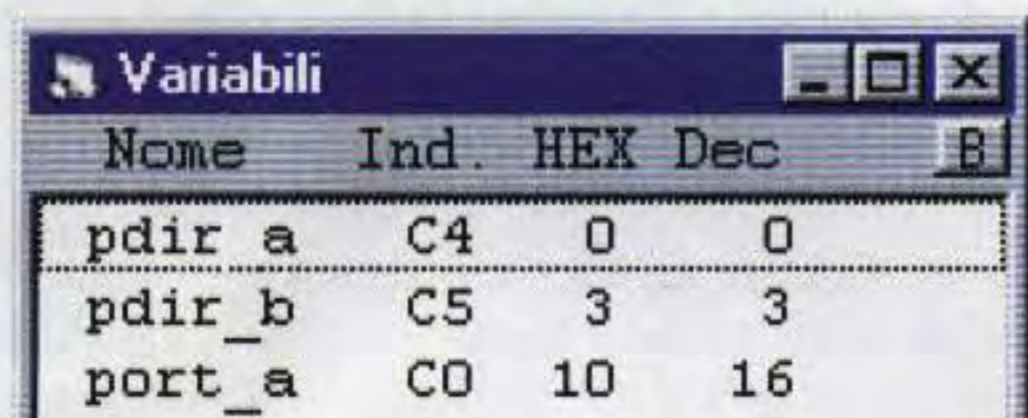 Variabili
Nome Ind. HEX Dec B
pdir_a C4 0 0
pdir_b C5 3 3
port_a C0 10 16